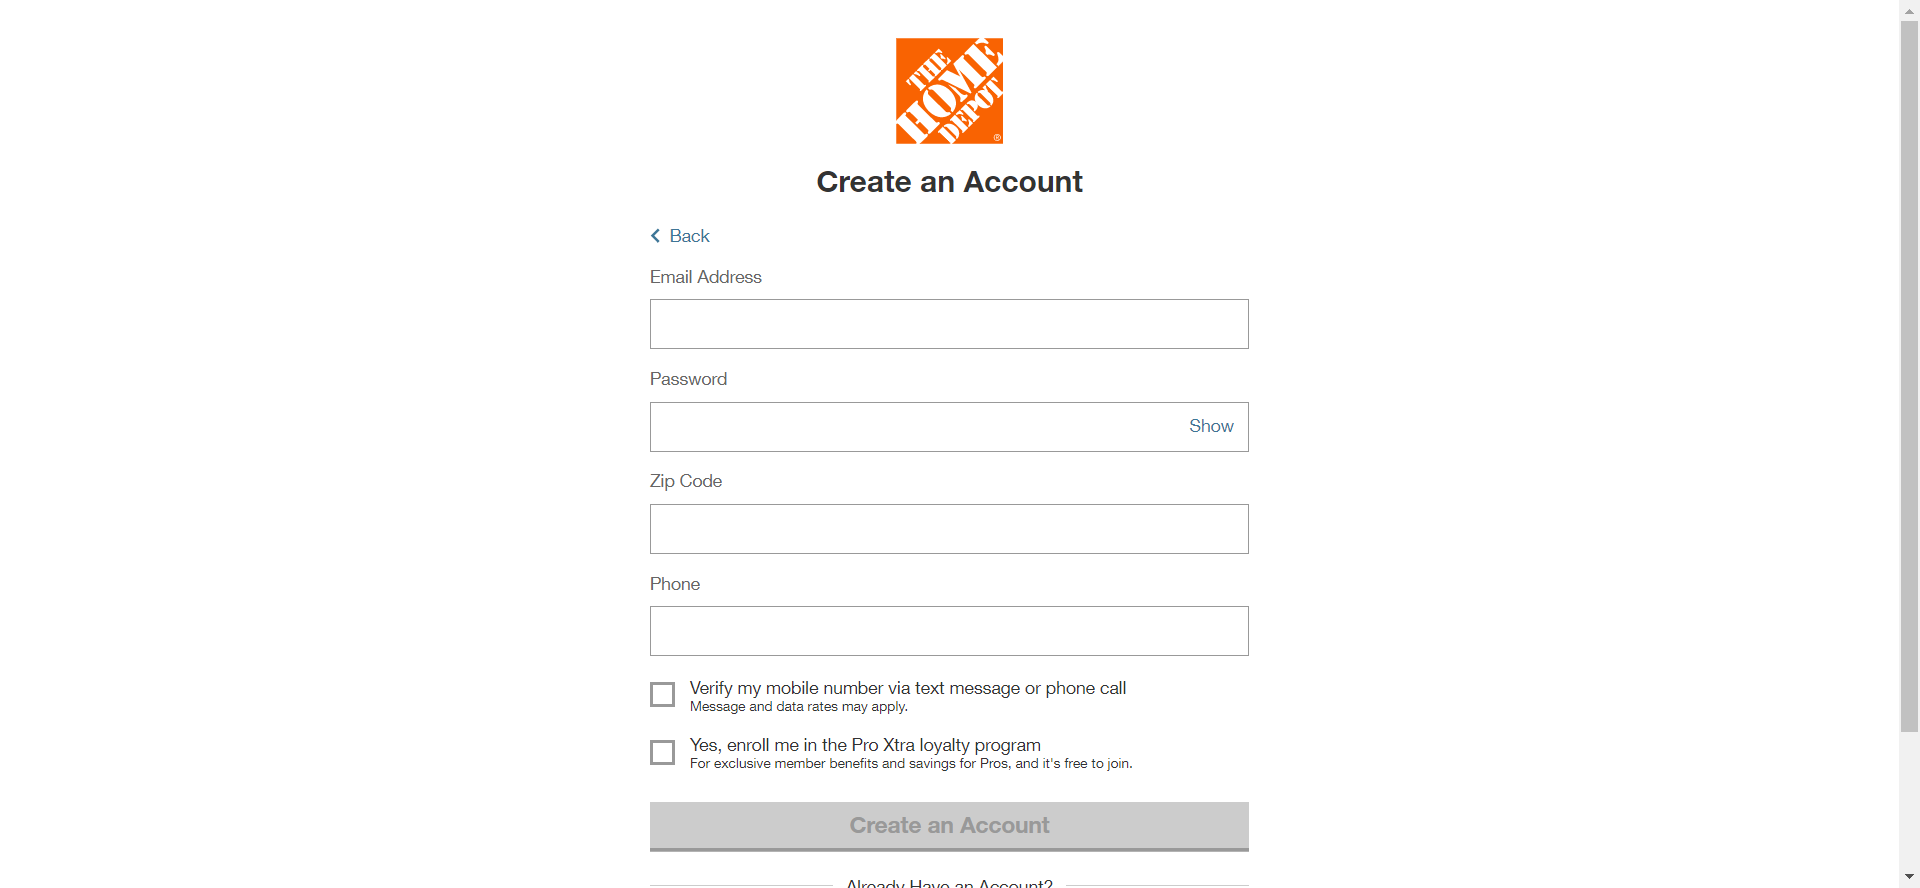 THE
HOME
DEPOT
®
Create an Account
Back
Email Address
Password
Show
Zip Code
Phone
Verify my mobile number via text message or phone call
Message and data rates may apply.
Yes, enroll me in the Pro Xtra loyalty program
For exclusive member benefits and savings for Pros, and it's free to join.
Create an Account
Already Have an Account?